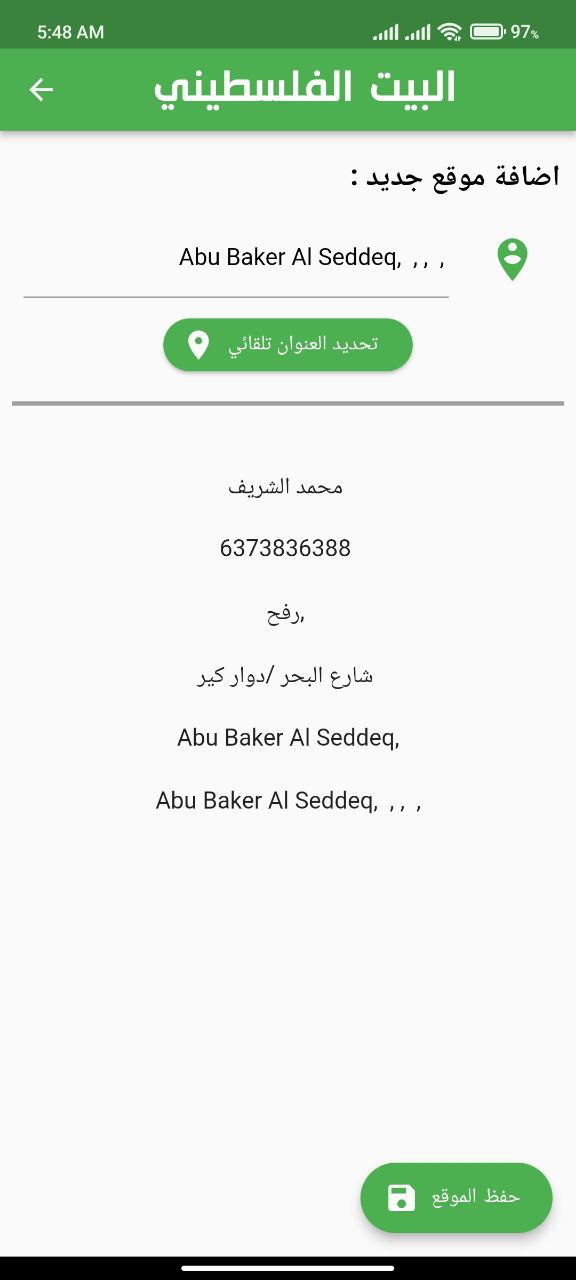 5:48 AM 97%
البيت الفلسطيني
اضافة موقع جديد :
Abu Baker Al Seddeq,  , ,  ,
تحديد العنوان تلقائي
محمد الشريف
6373836388
رفح,
شارع البحر /دوار كير
Abu Baker Al Seddeq,
Abu Baker Al Seddeq,  , ,  ,
حفظ الموقع